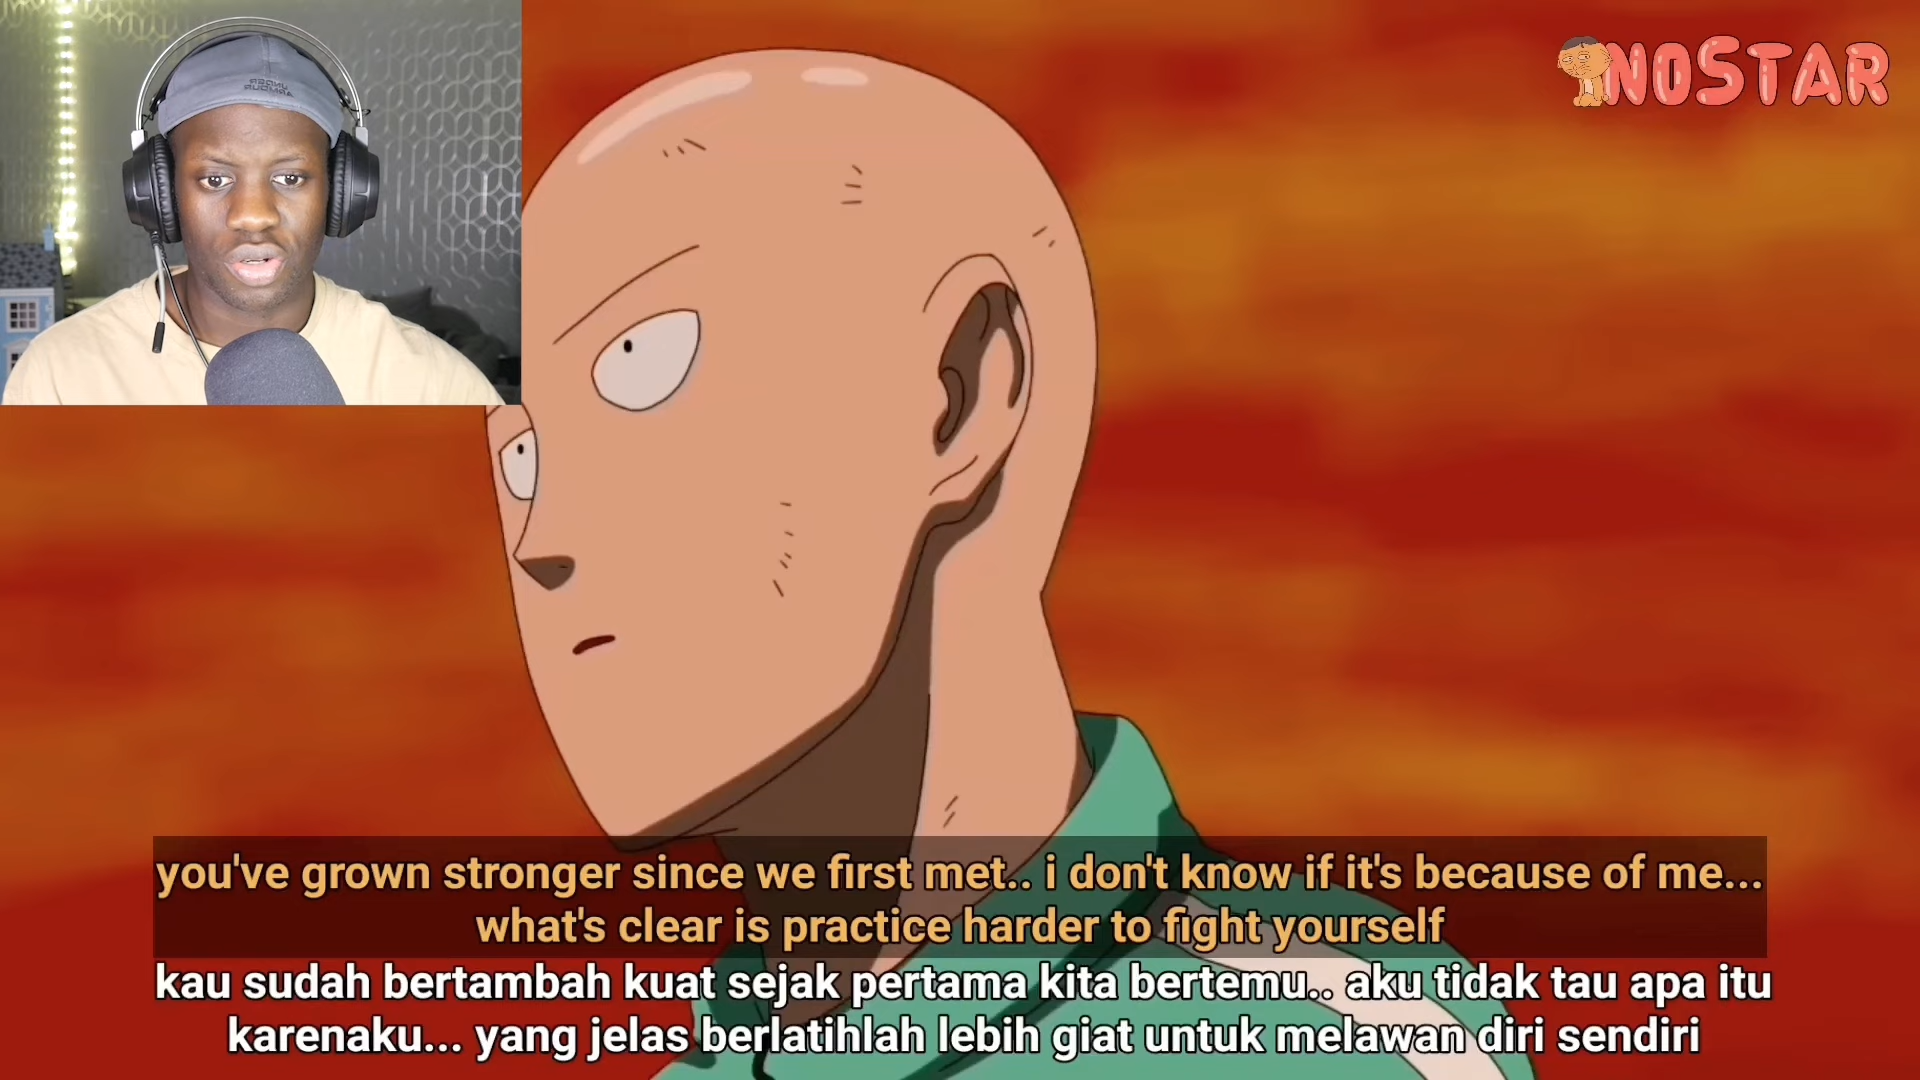 NOSTAR
UNDER
ARMOUR
you've grown stronger since we first met.. i don't know if it's because of me...
what's clear is practice harder to fight yourself
kau sudah bertambah kuat sejak pertama kita bertemu.. aku tidak tau apa itu
karenaku... yang jelas berlatihlah lebih giat untuk melawan diri sendiri